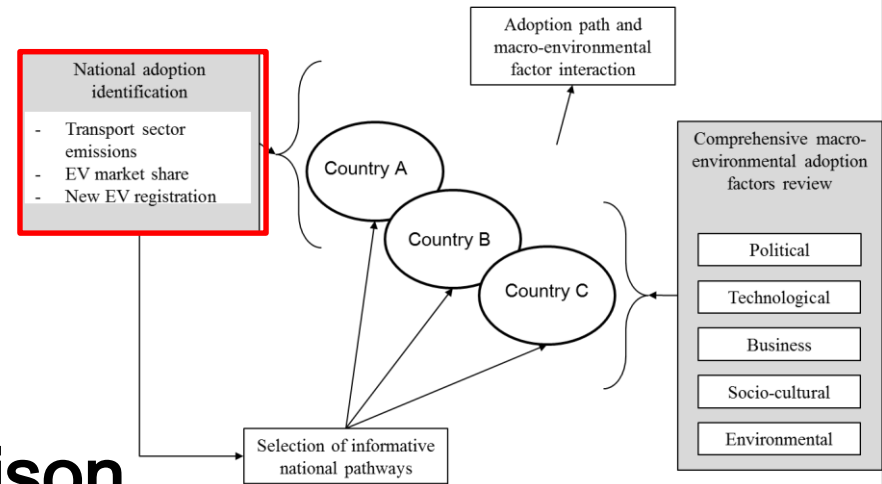 National adoption
identification
- Transport sector
emissions
- EV market share
- New EV registration
Adoption path and
macro-environmental
factor interaction
Country A
Country B
Country C
Comprehensive macro-
environmental adoption
factors review
Political
Technological
Business
Socio-cultural
Environmental
Selection of informative
national pathways
ison